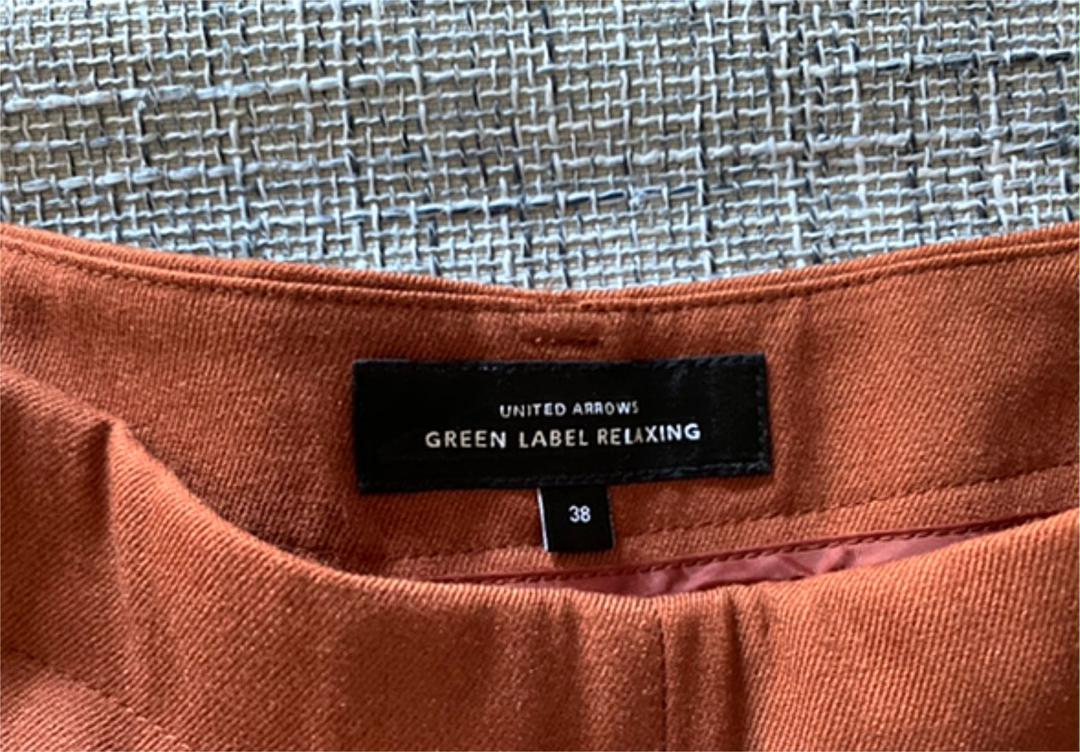 UNITED ARROWS
GREEN LABEL RELAXING
38